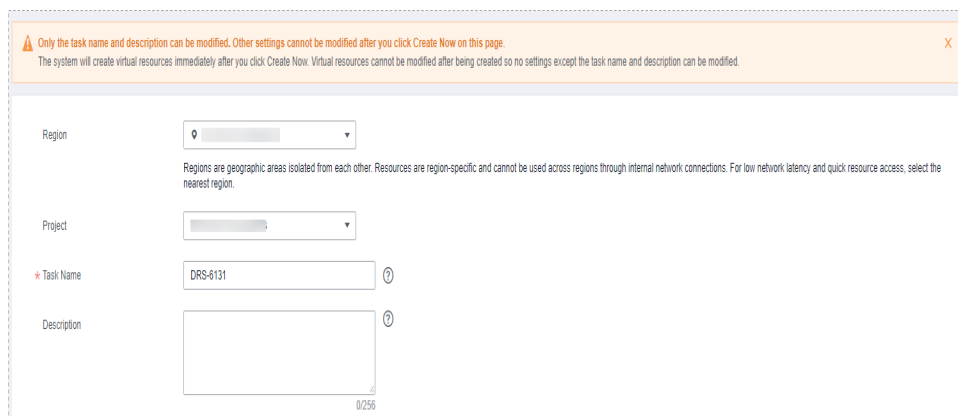 Only the task name and description can be modified. Other settings cannot be modified after you click Create Now on this page.
The system will create virtual resources immediately after you click Create Now. Virtual resources cannot be modified after being created so no settings except the task name and description can be modified.
Region
Regions are geographic areas isolated from each other. Resources are region-specific and cannot be used across regions through internal network connections. For low network latency and quick resource access, select the
nearest region.
Project
* Task Name
DRS-6131
Description
0/256